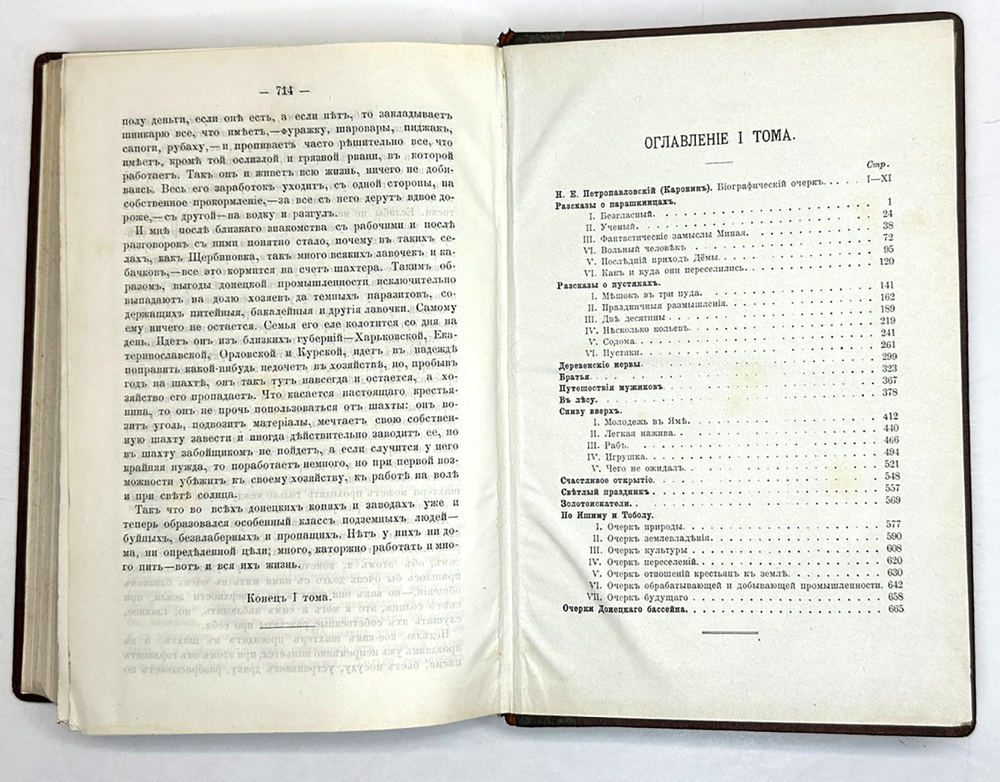 — 714 —
полу деньги, если онѣ есть, а если нѣтъ, то закладываетъ
шинкарю все, что имѣетъ,—фуражку, шаровары, пиджакъ,
сапоги, рубаху,—и пропиваетъ часто рѣшительно все, что
имѣетъ, кромѣ той ослизлой и грязной рвани, въ которой
работаетъ. Такъ онъ и живетъ всю жизнь, ничего не доби-
ваясь. Весь его заработокъ уходитъ, съ одной стороны, на
собственное прокормленіе,—за все съ него дерутъ вдвое до-
роже,—съ другой—на водку и разгулъ.
И мнѣ послѣ близкаго знакомства съ рабочими и послѣ
разговоровъ съ ними понятно стало, почему въ такихъ се-
лахъ, какъ Щербиновка, такъ много всякихъ лавочекъ и ка-
бачковъ,—все это кормится на счетъ шахтера. Такимъ об-
разомъ, выгоды донецкой промышленности исключительно
выпадаютъ на долю хозяевъ да темныхъ паразитовъ, со-
держащихъ питейныя, бакалейныя и другія лавочки. Самому
ему ничего не остается. Семья его еле колотится со дня на
день. Идетъ онъ изъ близкихъ губерній—Харьковской, Ека-
теринославской, Орловской и Курской, идетъ въ надеждѣ
поправить какой-нибудь недочетъ въ хозяйствѣ, но, пробывъ
годъ на шахтѣ, онъ такъ тутъ навсегда и остается, а хо-
зяйство его пропадаетъ. Что касается настоящаго крестья-
нина, то онъ не прочь попользоваться отъ шахты: онъ во-
зитъ уголь, подвозитъ матеріалы, мечтаетъ свою собствен-
ную шахту завести и иногда дѣйствительно заводитъ ее, но
въ шахту забойщикомъ не пойдетъ, а если случится у него
крайняя нужда, то поработаетъ немного, но при первой воз-
можности убѣжитъ къ своему хозяйству, къ работѣ на волѣ
и при свѣтѣ солнца.
Такъ что во всѣхъ донецкихъ копяхъ и заводахъ уже и
теперь образовался особенный классъ подземныхъ людей—
буйныхъ, безалаберныхъ и пропащихъ. Нѣтъ у нихъ ни до-
ма, ни опредѣленной цѣли; много, каторжно работать и мно-
го пить—вотъ и вся ихъ жизнь.
Конецъ I тома.
ОГЛАВЛЕНІЕ I ТОМА.
Стр.
Н. Е. Петропавловскій (Каронинъ). Біографическій очеркъ. . . . I—XI
Разсказы о парашкинцахъ. 1
I. Безгласный. 24
II. Ученый. 38
III. Фантастическіе замыслы Миная. 72
VI. Вольный человѣкъ 95
V. Послѣдній приходъ Дёмы. 120
VI. Какъ и куда они переселились.
Разсказы о пустякахъ. 141
I. Мѣшокъ въ три пуда. 162
II. Праздничныя размышленія. 189
III. Двѣ десятины 219
IV. Нѣсколько кольевъ. 241
V. Содома. 261
VI. Пустяки. 299
Деревенскіе нервы. 323
Братья. 367
Путешествія мужиковъ 378
Въ лѣсу.
Снизу вверхъ. 412
I. Молодежь въ Ямѣ. 440
II. Легкая нажива. 466
III. Рабъ. 494
IV. Игрушка. 521
V. Чего не ожидалъ. 548
Счастливое открытіе. 557
Свѣтлый праздникъ. 569
Золотоискатели.
По Ишиму и Тоболу. 577
I. Очеркъ природы. 590
II. Очеркъ землевладѣнія. 608
III. Очеркъ культуры 620
IV. Очеркъ переселеній 630
V. Очеркъ отношеній крестьянъ къ землѣ.
VI. Очеркъ обрабатывающей и добывающей промышленности. 642
VII. Очеркъ будущаго 658
Очерки Донецкаго бассейна. 665